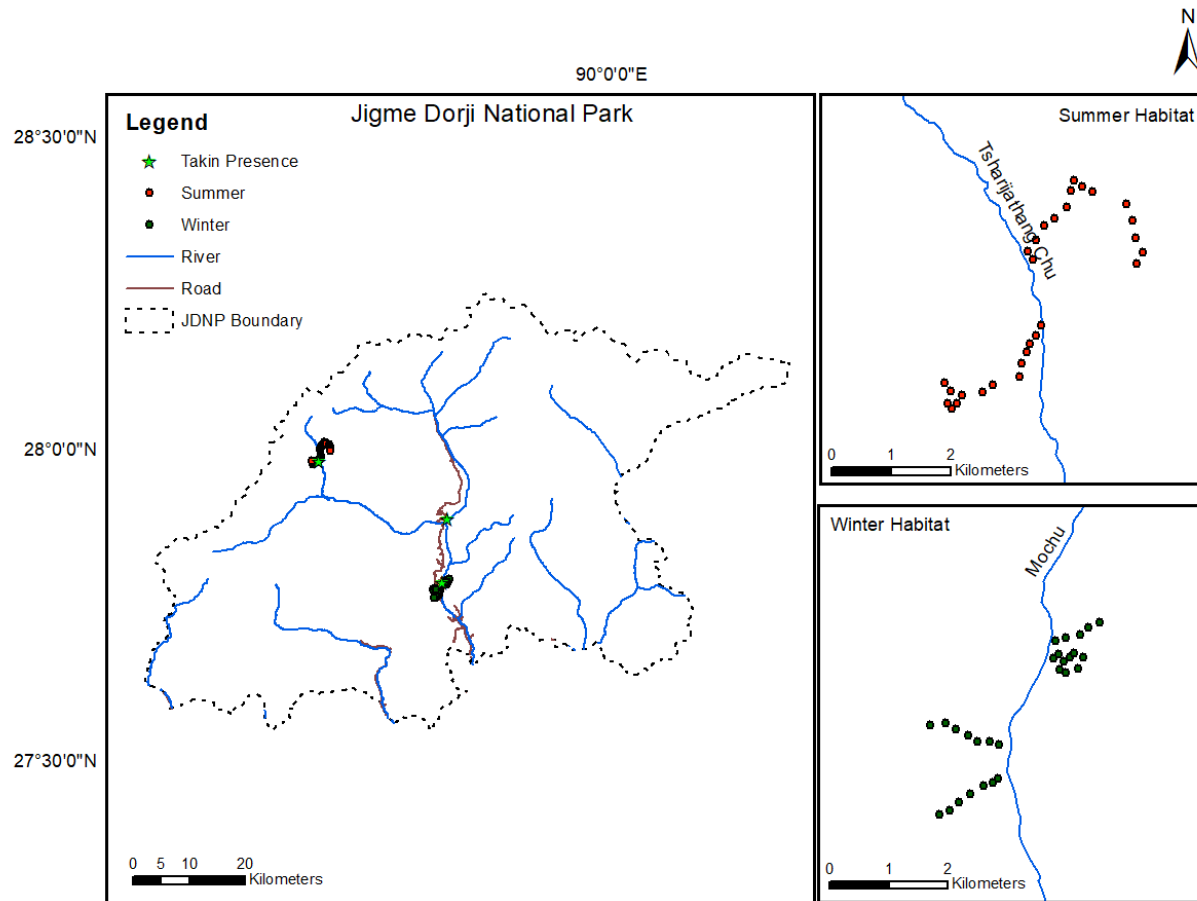 N
90°0'0"E
28°30'0"N
28°0'0"N
27°30'0"N
Jigme Dorji National Park
Legend
Takin Presence
Summer
Winter
River
Road
JDNP Boundary
0 5 10 20
Kilometers
Summer Habitat
Tsharijathang Chu
0 1 2
Kilometers
Winter Habitat
Mochu
0 1 2
Kilometers